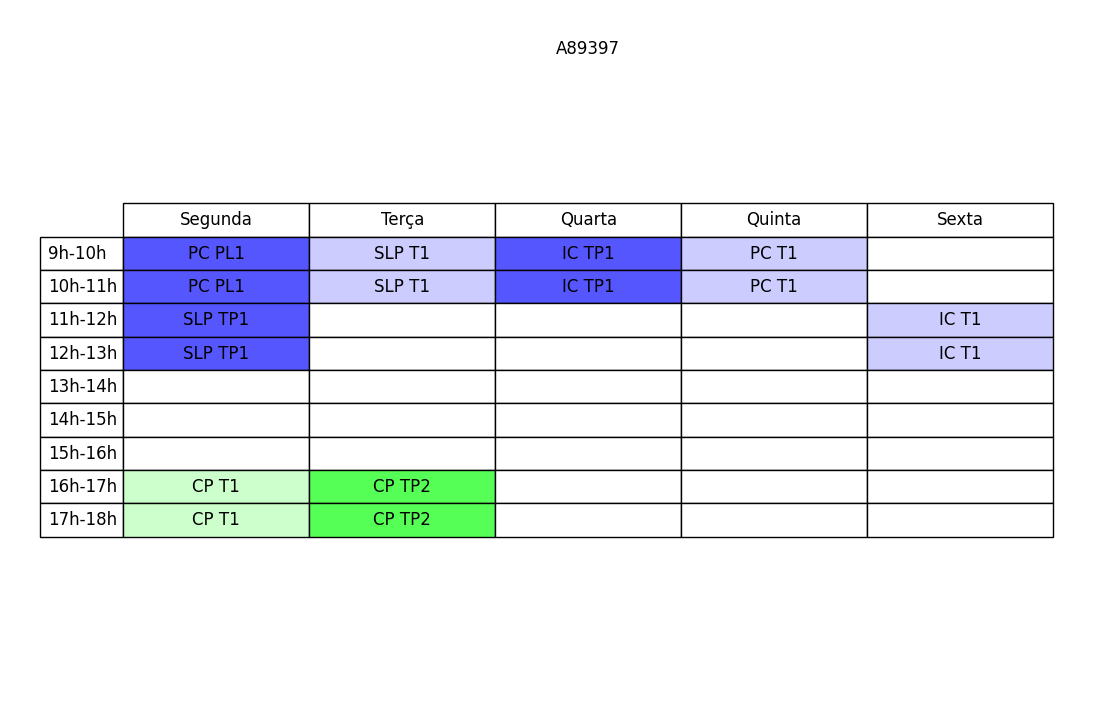 A89397
Segunda Terça Quarta Quinta Sexta
9h-10h PC PL1 SLP T1 IC TP1 PC T1
10h-11h PC PL1 SLP T1 IC TP1 PC T1
11h-12h SLP TP1 IC T1
12h-13h SLP TP1 IC T1
13h-14h
14h-15h
15h-16h
16h-17h CP T1 CP TP2
17h-18h CP T1 CP TP2